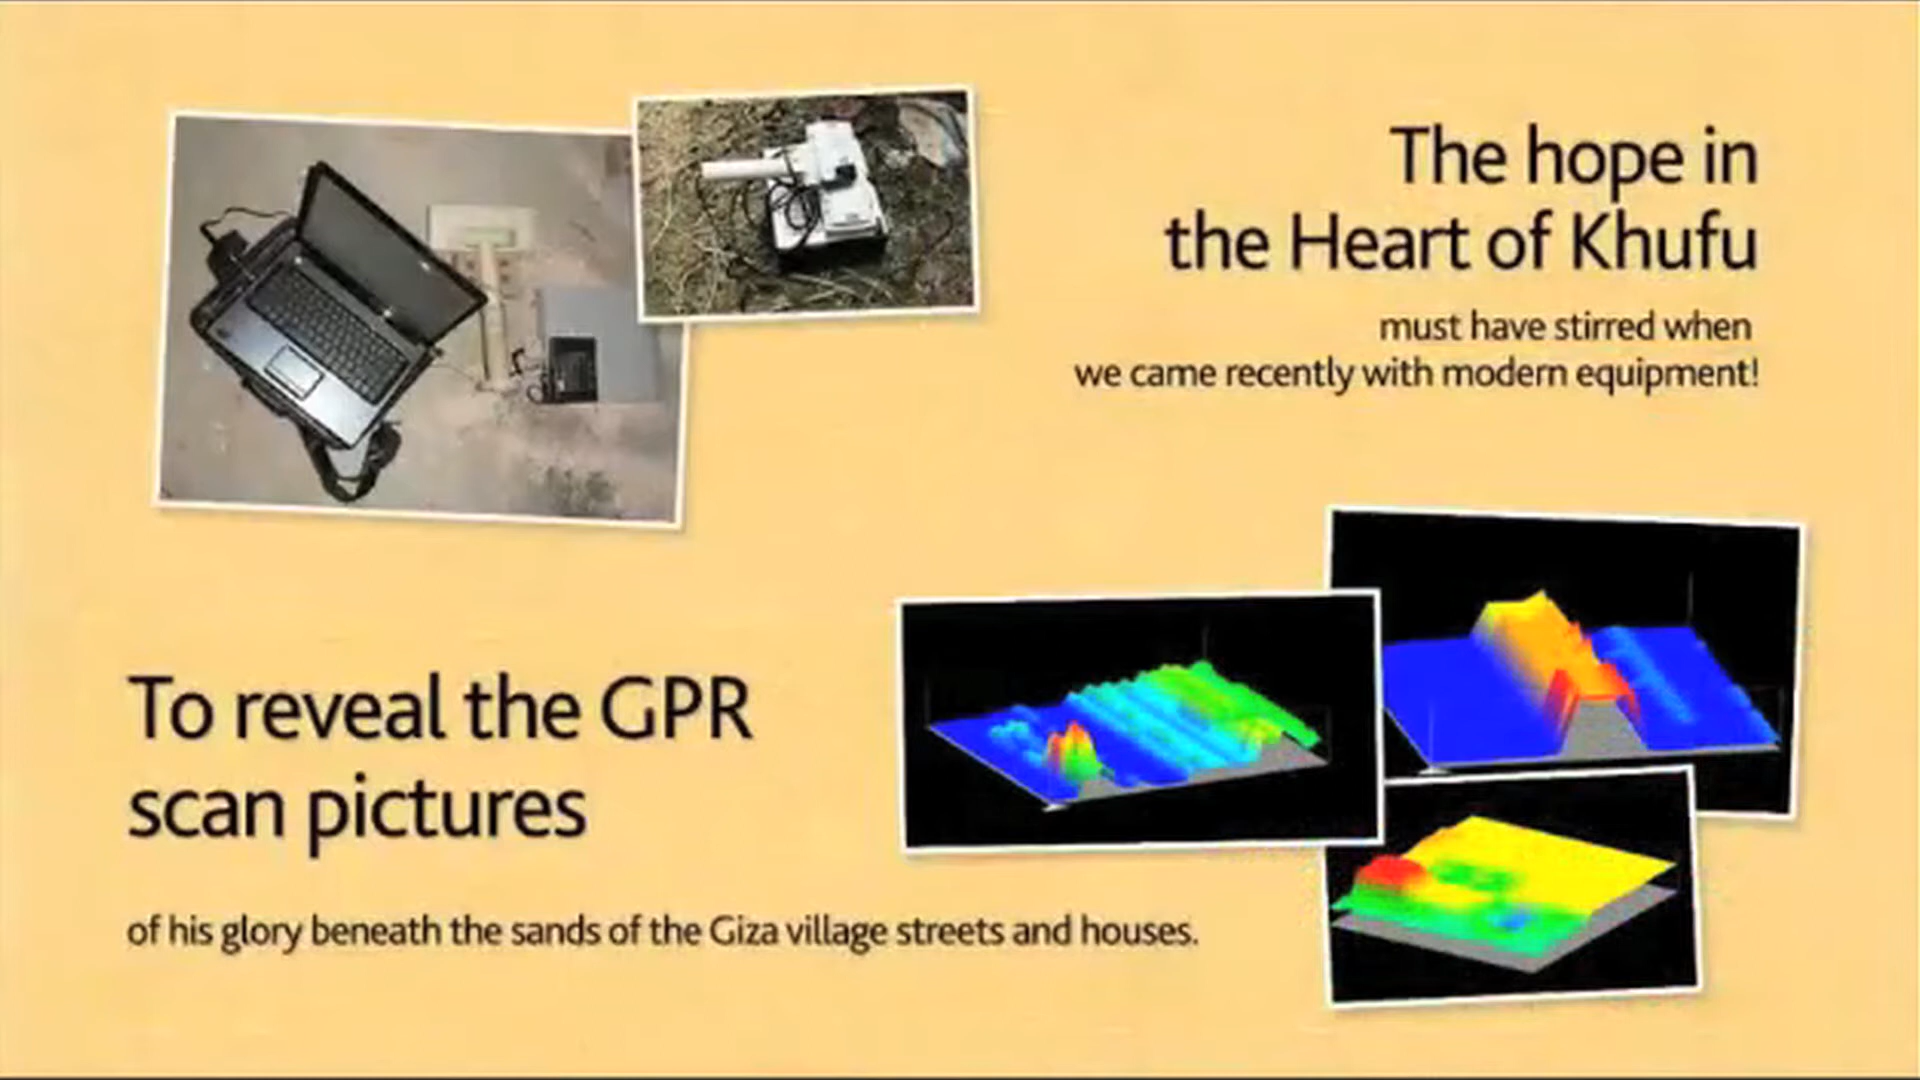 The hope in
the Heart of Khufu
must have stirred when
we came recently with modern equipment!
To reveal the GPR
scan pictures
of his glory beneath the sands of the Giza village streets and houses.